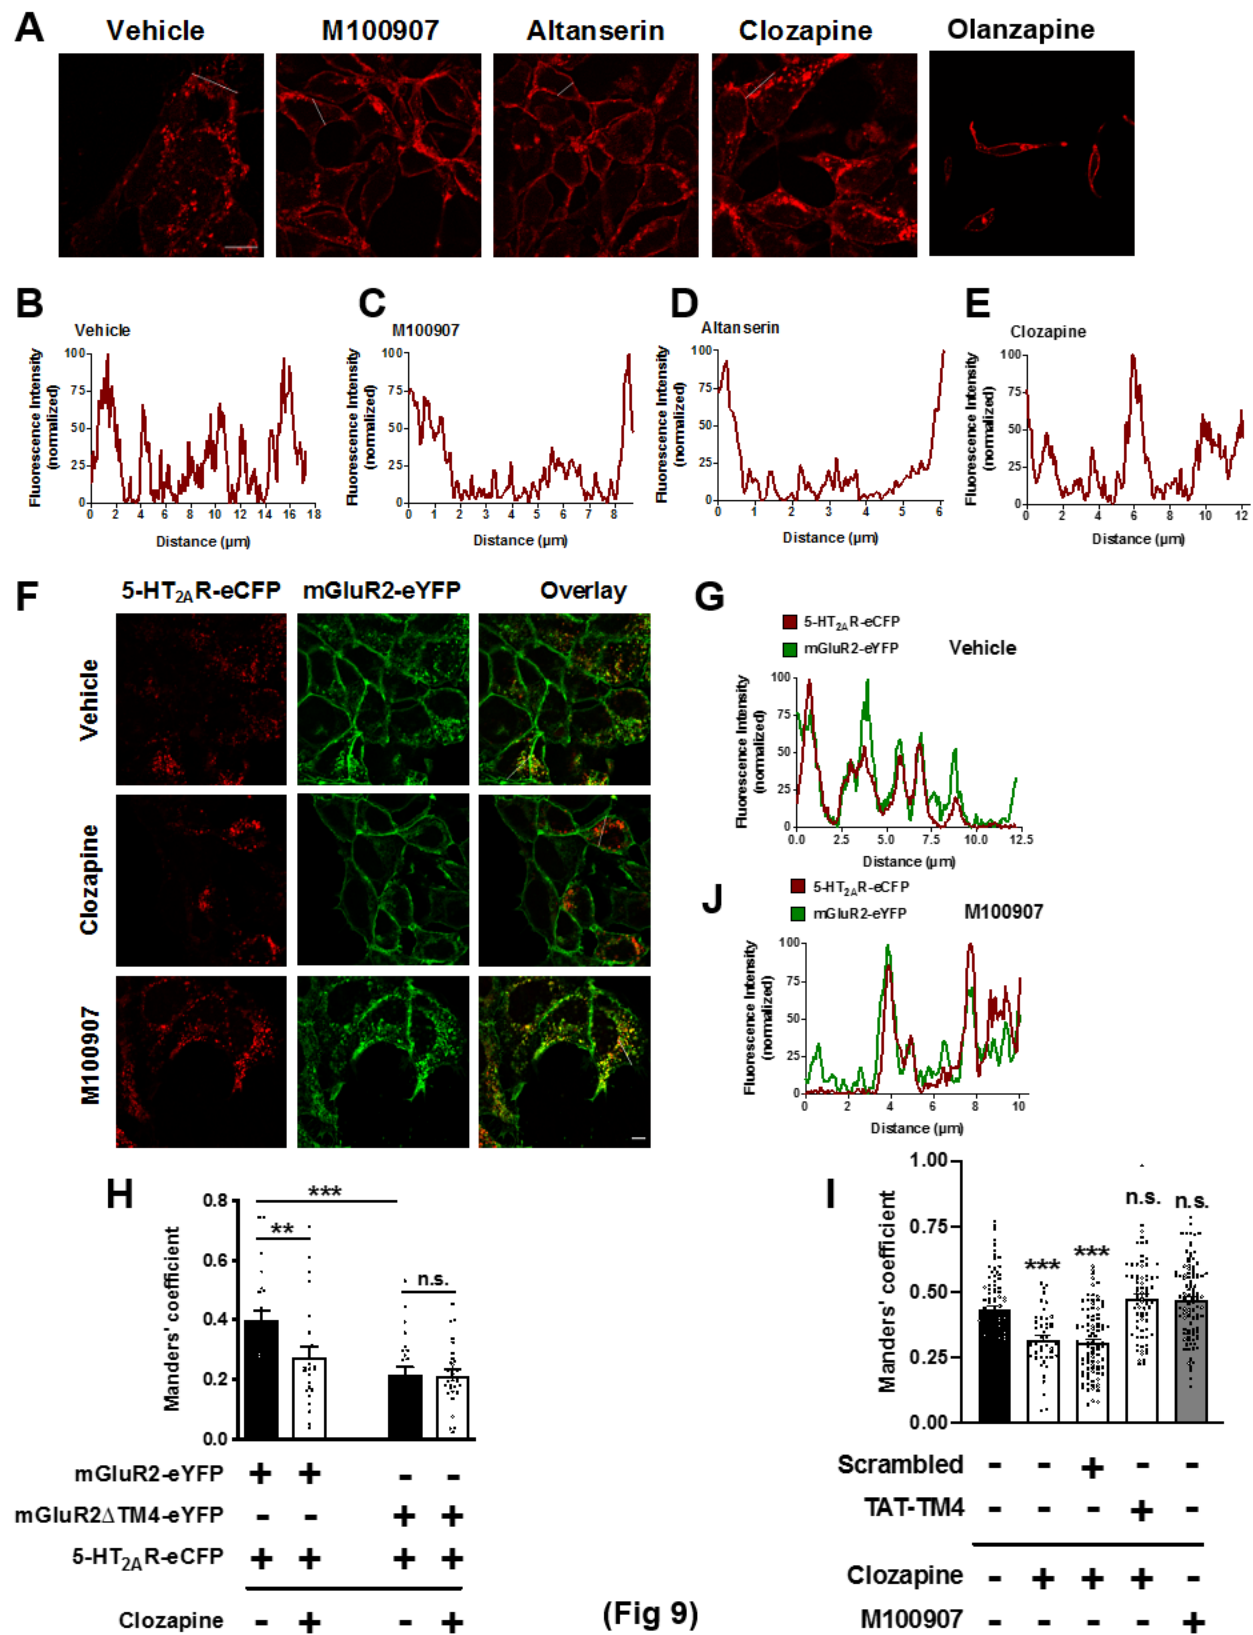 A
Vehicle M100907 Altanserin Clozapine Olanzapine
B C D E
Vehicle
Fluorescence Intensity
(normalized)
100
75
50
25
0
0 2 4 6 8 10 12 14 16 18
Distance (µm)
M100907
Fluorescence Intensity
(normalized)
100
75
50
25
0
0 1 2 3 4 5 6 7 8
Distance (µm)
Altanserin
Fluorescence Intensity
(normalized)
100
75
50
25
0
0 1 2 3 4 5 6
Distance (µm)
Clozapine
Fluorescence Intensity
(normalized)
100
75
50
25
0
0 2 4 6 8 10 12
Distance (µm)
F
5-HT2AR-eCFP mGluR2-eYFP Overlay
Vehicle
Clozapine
M100907
G
5-HT2AR-eCFP
mGluR2-eYFP
Vehicle
Fluorescence Intensity
(normalized)
100
75
50
25
0
0.0 2.5 5.0 7.5 10.0 12.5
Distance (µm)
J
5-HT2AR-eCFP
mGluR2-eYFP
M100907
Fluorescence Intensity
(normalized)
100
75
50
25
0
0 2 4 6 8 10
Distance (µm)
H
Manders' coefficient
0.8
0.6
0.4
0.2
0.0
***
**
n.s.
mGluR2-eYFP + + - -
mGluR2ΔTM4-eYFP - - + +
5-HT2AR-eCFP + + + +
Clozapine - + - +
I
Manders' coefficient
1.00
0.75
0.50
0.25
0.00
*** *** n.s. n.s.
Scrambled - - + - -
TAT-TM4 - - - + -
Clozapine - + + + -
M100907 - - - - +
(Fig 9)